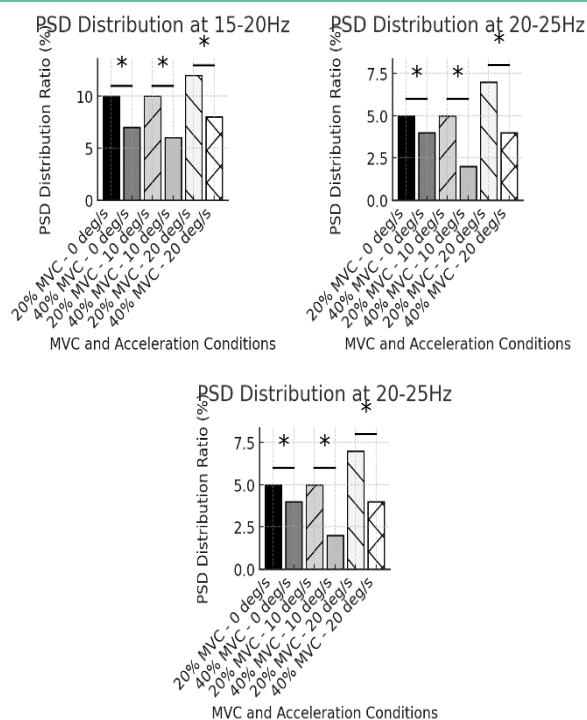 PSD Distribution at 15-20Hz
PSD Distribution Ratio (%)
10
5
0
*
*
*
20% MVC - 0 deg/s
40% MVC - 0 deg/s
20% MVC - 10 deg/s
40% MVC - 10 deg/s
20% MVC - 20 deg/s
40% MVC - 20 deg/s
MVC and Acceleration Conditions
PSD Distribution at 20-25Hz
PSD Distribution Ratio (%)
7.5
5.0
2.5
0.0
*
*
*
20% MVC - 0 deg/s
40% MVC - 0 deg/s
20% MVC - 10 deg/s
40% MVC - 10 deg/s
20% MVC - 20 deg/s
40% MVC - 20 deg/s
MVC and Acceleration Conditions
PSD Distribution at 20-25Hz
PSD Distribution Ratio (%)
7.5
5.0
2.5
0.0
*
*
*
20% MVC - 0 deg/s
40% MVC - 0 deg/s
20% MVC - 10 deg/s
40% MVC - 10 deg/s
20% MVC - 20 deg/s
40% MVC - 20 deg/s
MVC and Acceleration Conditions